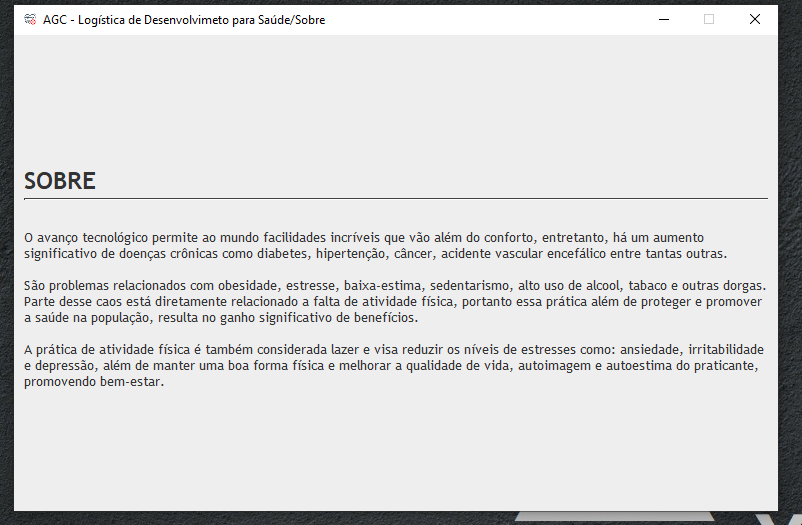 AGC - Logística de Desenvolvimeto para Saúde/Sobre
SOBRE
O avanço tecnológico permite ao mundo facilidades incríveis que vão além do conforto, entretanto, há um aumento
significativo de doenças crônicas como diabetes, hipertenção, câncer, acidente vascular encefálico entre tantas outras.
São problemas relacionados com obesidade, estresse, baixa-estima, sedentarismo, alto uso de alcool, tabaco e outras dorgas.
Parte desse caos está diretamente relacionado a falta de atividade física, portanto essa prática além de proteger e promover
a saúde na população, resulta no ganho significativo de benefícios.
A prática de atividade física é também considerada lazer e visa reduzir os níveis de estresses como: ansiedade, irritabilidade
e depressão, além de manter uma boa forma física e melhorar a qualidade de vida, autoimagem e autoestima do praticante,
promovendo bem-estar.